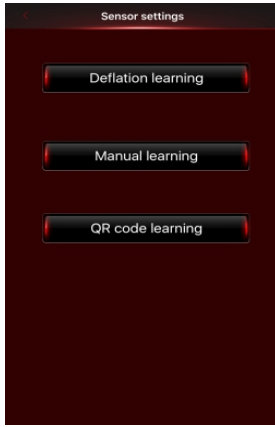 Sensor settings
Deflation learning
Manual learning
QR code learning